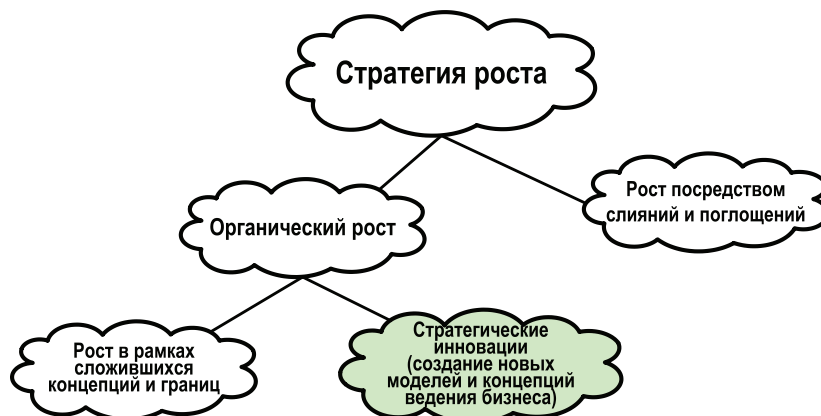 Стратегия роста
Рост посредством
слияний и поглощений
Органический рост
Рост в рамках
сложившихся
концепций и границ
Стратегические
инновации
(создание новых
моделей и концепций
ведения бизнеса)